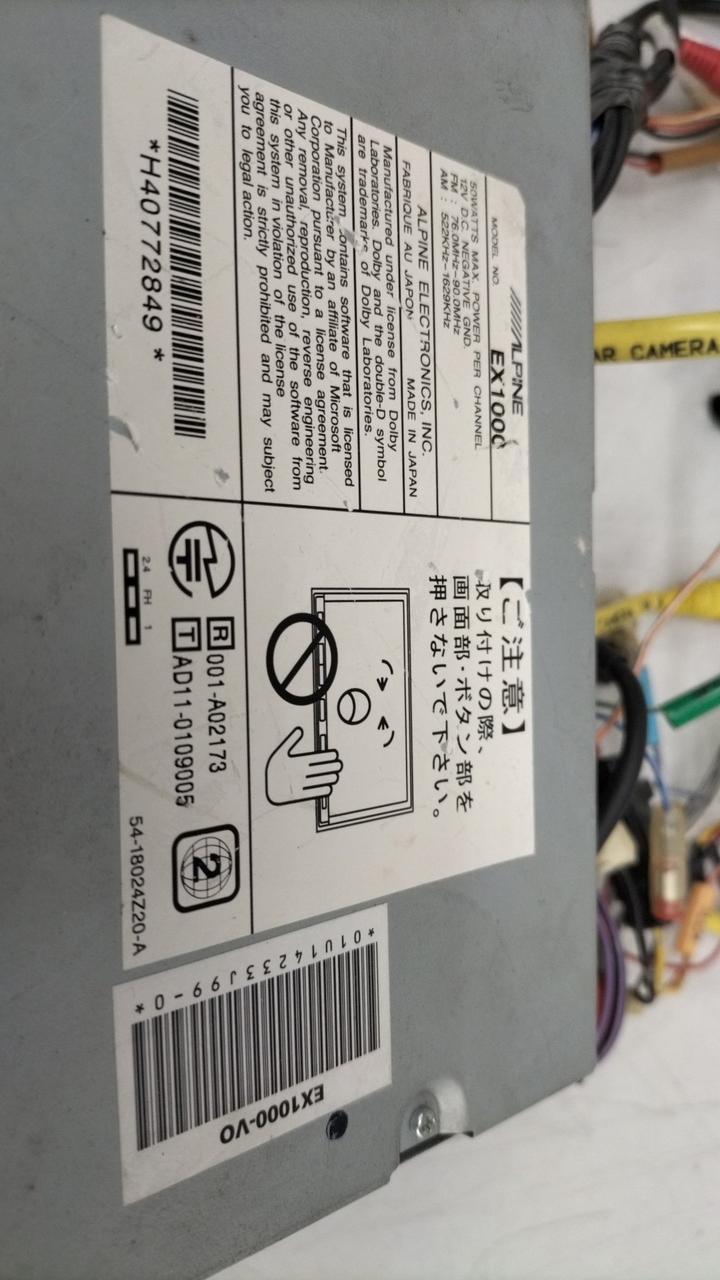 ALPINE
MODEL NO. EX1000
50WATTS MAX. POWER PER CHANNEL
12V D.C. NEGATIVE GND.
FM : 76.0MHz-90.0MHz
AM : 522KHz-1629KHz
ALPINE ELECTRONICS, INC.
FABRIQUE AU JAPON MADE IN JAPAN
Manufactured under license from Dolby
Laboratories. Dolby and the double-D symbol
are trademarks of Dolby Laboratories.
This system contains software that is licensed
to Manufacturer by an affiliate of Microsoft
Corporation pursuant to a license agreement.
Any removal, reproduction, reverse engineering
or other unauthorized use of the software from
this system in violation of the license
agreement is strictly prohibited and may subject
you to legal action.
*H40772849 *
【ご注意】
取り付けの際、
画面部・ボタン部を
押さないで下さい。
R 001-A02173
T AD11-0109005
2.4 FH 1
2
54-18024Z20-A
*01U14233J99-0*
EX1000-VO
AR CAMERA